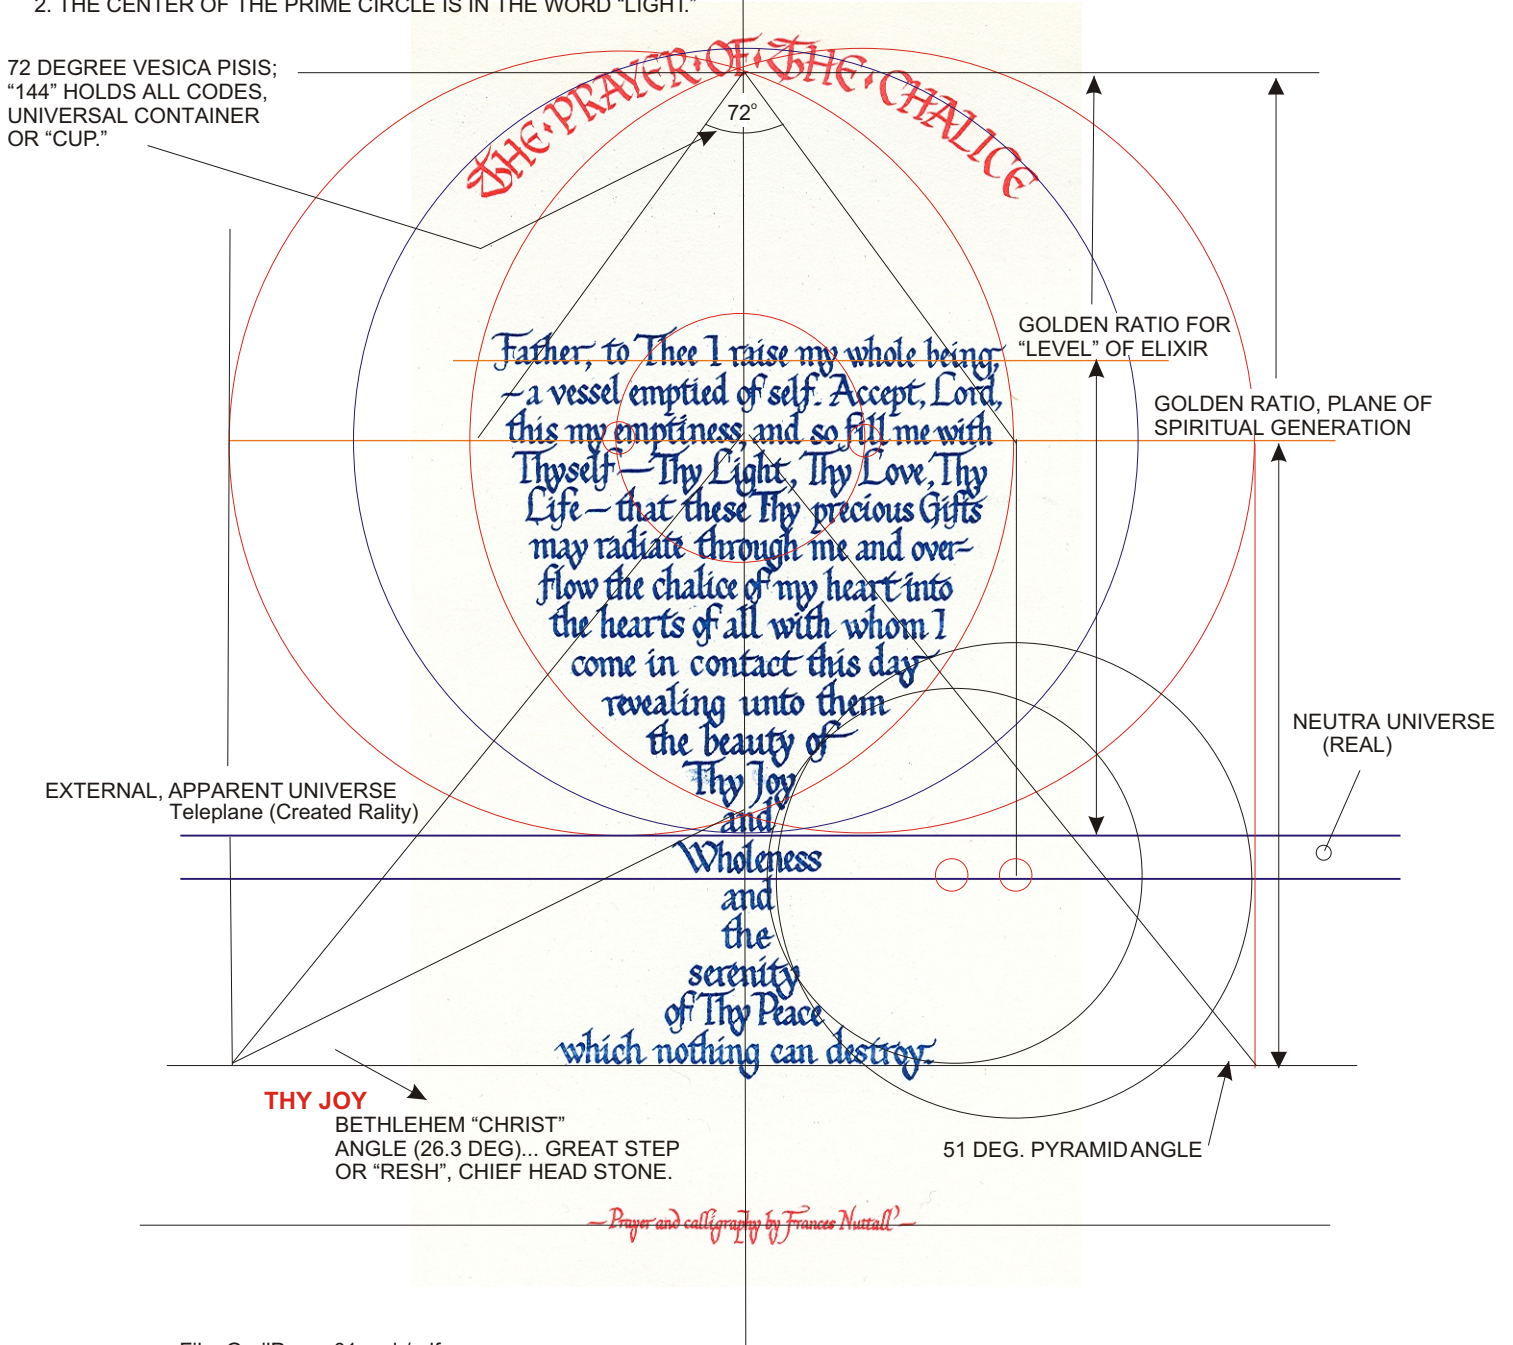 2. THE CENTER OF THE PRIME CIRCLE IS IN THE WORD “LIGHT.”
THE·PRAYER·OF·THE·CHALICE
72 DEGREE VESICA PISIS;
“144” HOLDS ALL CODES,
UNIVERSAL CONTAINER
OR “CUP.”
72°
GOLDEN RATIO FOR
“LEVEL” OF ELIXIR
GOLDEN RATIO, PLANE OF
SPIRITUAL GENERATION
Father, to Thee I raise my whole being,
– a vessel emptied of self. Accept, Lord,
this my emptiness, and so fill me with
Thyself – Thy Light, Thy Love, Thy
Life – that these Thy precious Gifts
may radiate through me and over-
flow the chalice of my heart into
the hearts of all with whom I
come in contact this day
revealing unto them
the beauty of
Thy Joy
and
Wholeness
and
the
serenity
of Thy Peace
which nothing can destroy.
NEUTRA UNIVERSE
(REAL)
EXTERNAL, APPARENT UNIVERSE
Teleplane (Created Rality)
THY JOY
BETHLEHEM “CHRIST”
ANGLE (26.3 DEG)... GREAT STEP
OR “RESH”, CHIEF HEAD STONE.
51 DEG. PYRAMID ANGLE
– Prayer and calligraphy by Frances Nuttall –